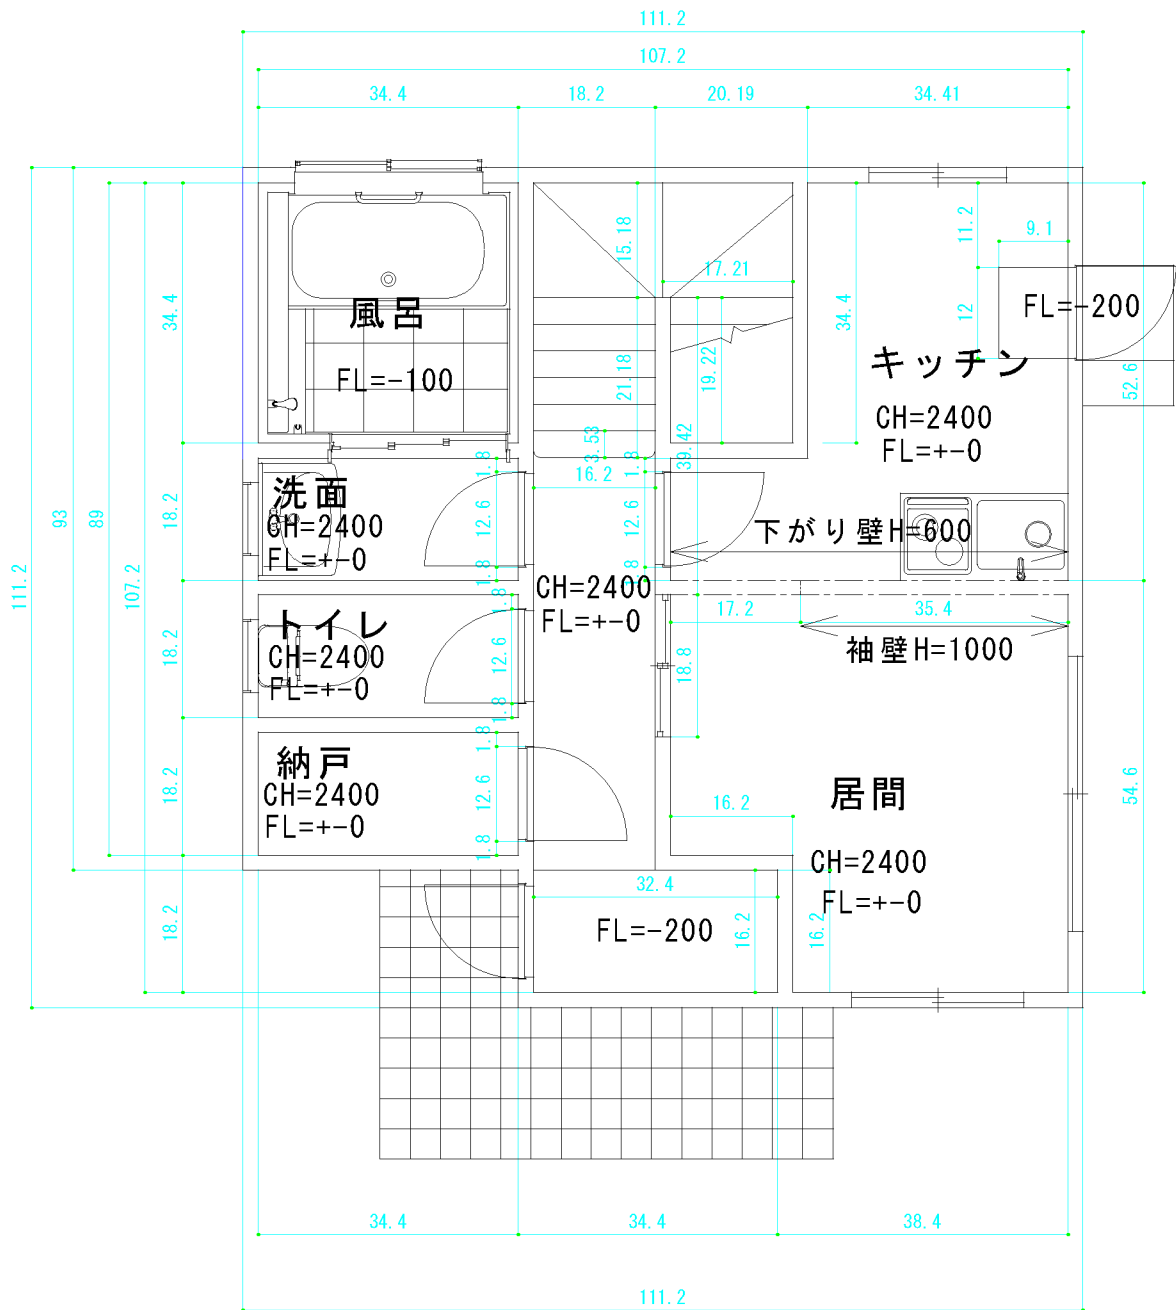 111.2
107.2
34.4
18.2
20.19
34.41
15.18
11.2
9.1
17.21
風呂
FL=-100
34.4
21.18
19.22
34.4
12
FL=-200
キッチン
CH=2400
FL=+-0
52.6
3.53
39.42
1.8
16.2
1.8
洗面
CH=2400
FL=+-0
18.2
12.6
12.6
下がり壁H=600
93
89
1.8
1.8
CH=2400
FL=+-0
111.2
107.2
1.8
17.2
35.4
トイレ
CH=2400
FL=+-0
18.2
12.6
18.8
袖壁H=1000
1.8
1.8
納戸
CH=2400
FL=+-0
18.2
12.6
居間
54.6
16.2
1.8
CH=2400
FL=+-0
32.4
18.2
FL=-200
16.2
16.2
34.4
34.4
38.4
111.2